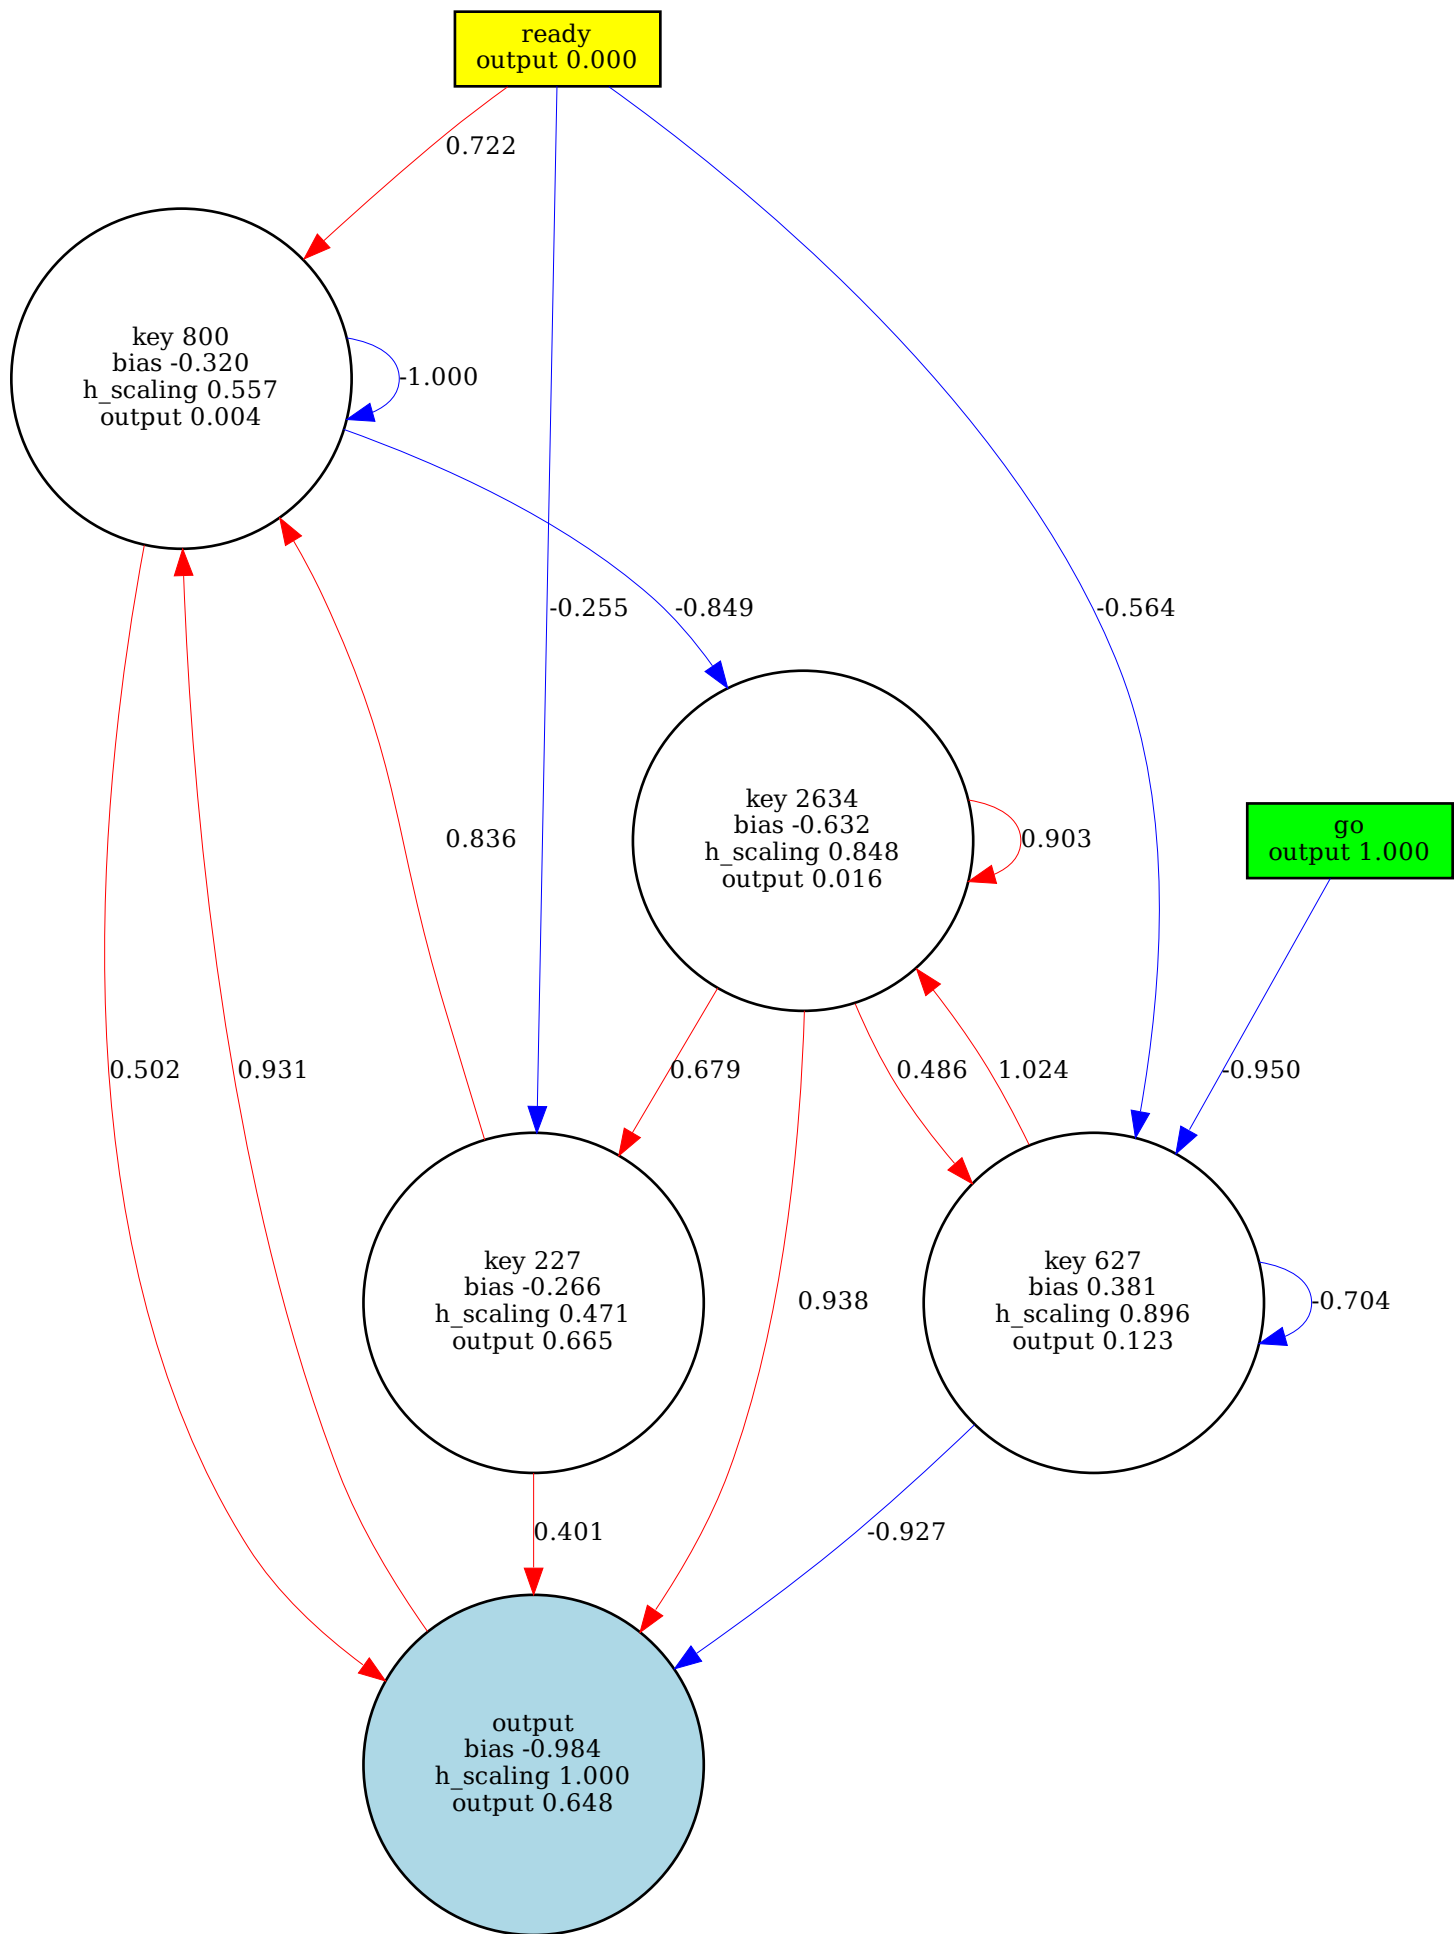 ready
output 0.000
0.722
key 800
bias -0.320
h_scaling 0.557
output 0.004
-1.000
-0.255
-0.849
-0.564
key 2634
bias -0.632
h_scaling 0.848
output 0.016
0.903
go
output 1.000
0.836
0.502
0.931
0.679
0.486
1.024
-0.950
key 227
bias -0.266
h_scaling 0.471
output 0.665
0.938
key 627
bias 0.381
h_scaling 0.896
output 0.123
-0.704
0.401
-0.927
output
bias -0.984
h_scaling 1.000
output 0.648